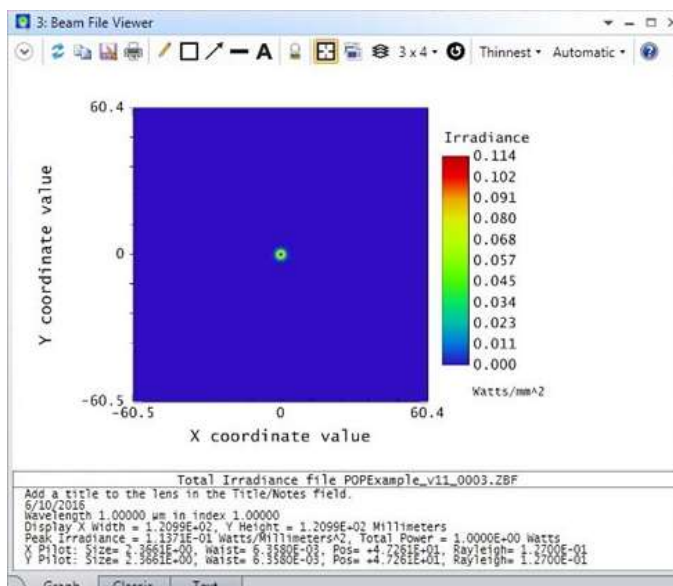 3: Beam File Viewer
A
3 x 4
Thinnest
Automatic
60.4
Y coordinate value
0
-60.5
-60.5
0
60.4
X coordinate value
Irradiance
0.114
0.102
0.091
0.080
0.068
0.057
0.045
0.034
0.023
0.011
0.000
Watts/mm^2
Total Irradiance file POPExample_v11_0003.ZBF
Add a title to the lens in the Title/Notes field.
6/10/2016
Wavelength 1.00000 µm in index 1.00000
Display X Width = 1.2099E+02, Y Height = 1.2099E+02 Millimeters
Peak Irradiance = 1.1371E-01 Watts/Millimeters^2, Total Power = 1.0000E+00 Watts
X Pilot: Size= 2.3661E+00, Waist= 6.3580E-03, Pos= +4.7261E+01, Rayleigh= 1.2700E-01
Y Pilot: Size= 2.3661E+00, Waist= 6.3580E-03, Pos= +4.7261E+01, Rayleigh= 1.2700E-01
Graph
Classic
Text